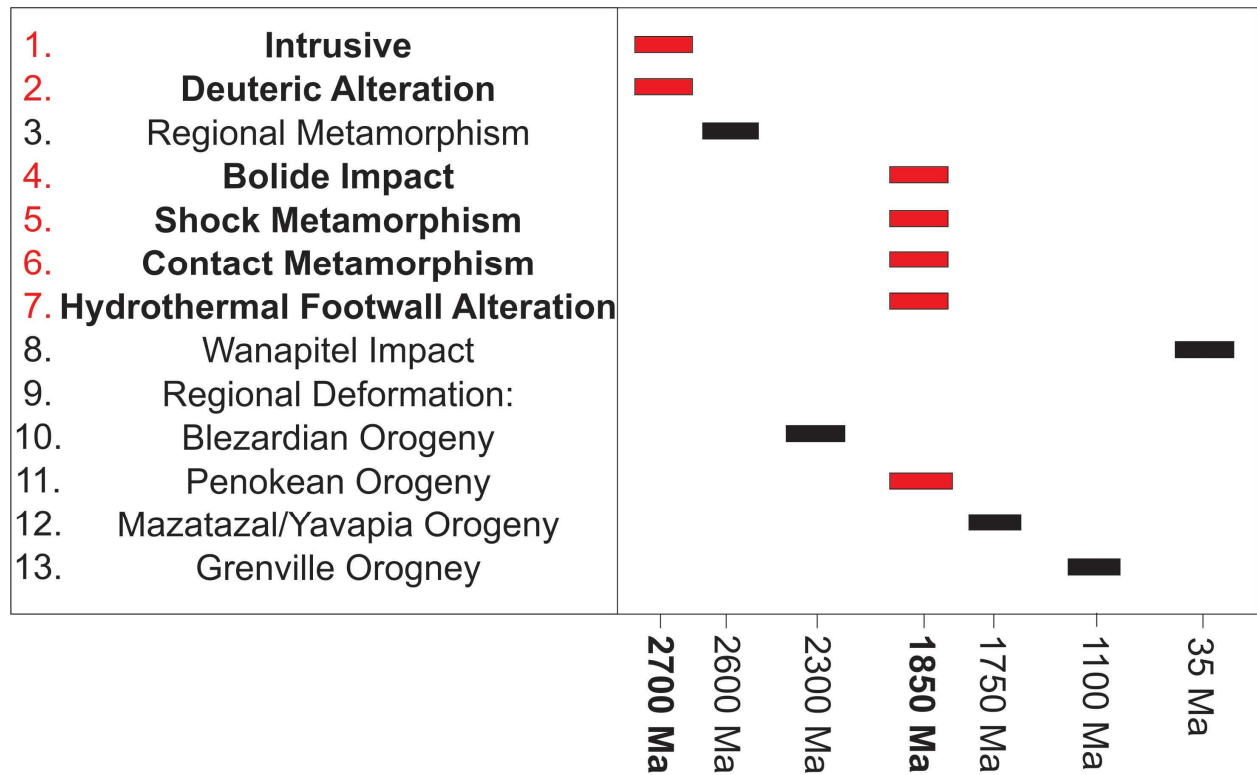 1. Intrusive
2. Deuteric Alteration
3. Regional Metamorphism
4. Bolide Impact
5. Shock Metamorphism
6. Contact Metamorphism
7. Hydrothermal Footwall Alteration
8. Wanapitel Impact
9. Regional Deformation:
10. Blezardian Orogeny
11. Penokean Orogeny
12. Mazatazal/Yavapia Orogeny
13. Grenville Orogney
2700 Ma
2600 Ma
2300 Ma
1850 Ma
1750 Ma
1100 Ma
35 Ma